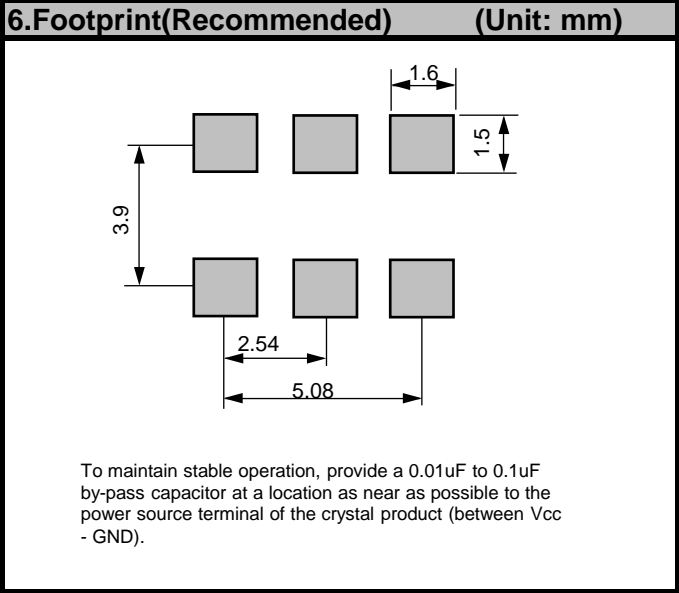 6.Footprint(Recommended) (Unit: mm)
1.6
1.5
3.9
2.54
5.08
To maintain stable operation, provide a 0.01uF to 0.1uF
by-pass capacitor at a location as near as possible to the
power source terminal of the crystal product (between Vcc
- GND).